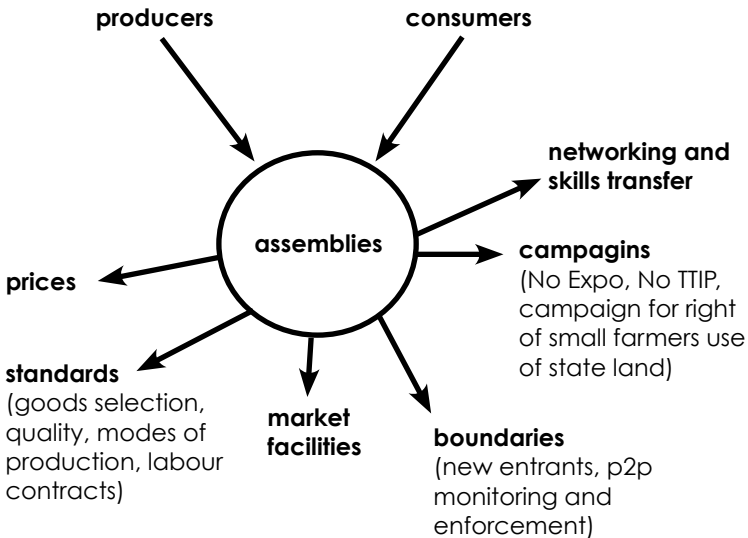 producers
consumers
assemblies
networking and
skills transfer
campagins
(No Expo, No TTIP,
campaign for right
of small farmers use
of state land)
prices
standards
(goods selection,
quality, modes of
production, labour
contracts)
market
facilities
boundaries
(new entrants, p2p
monitoring and
enforcement)